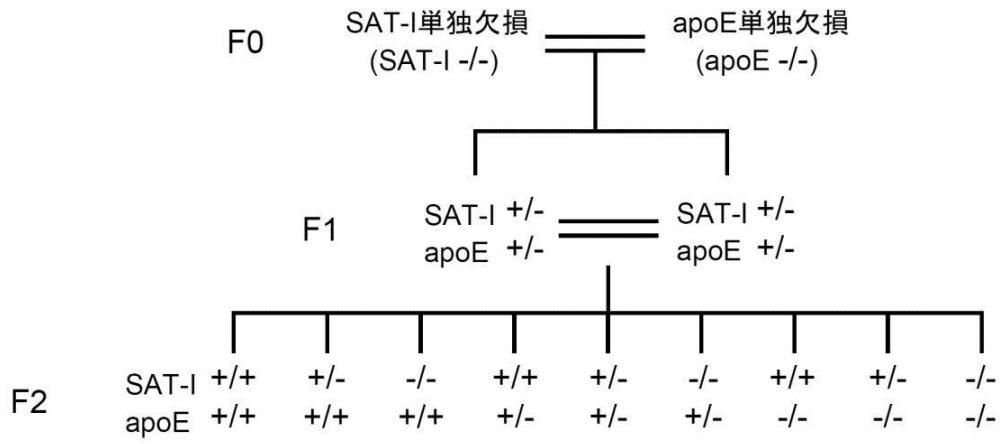 F0
SAT-I単独欠損
(SAT-I -/-)
apoE単独欠損
(apoE -/-)
F1
SAT-I +/-
apoE +/-
SAT-I +/-
apoE +/-
F2
SAT-I +/+ +/- -/- +/+ +/- -/- +/+ +/- -/-
apoE +/+ +/+ +/+ +/- +/- +/- -/- -/- -/-